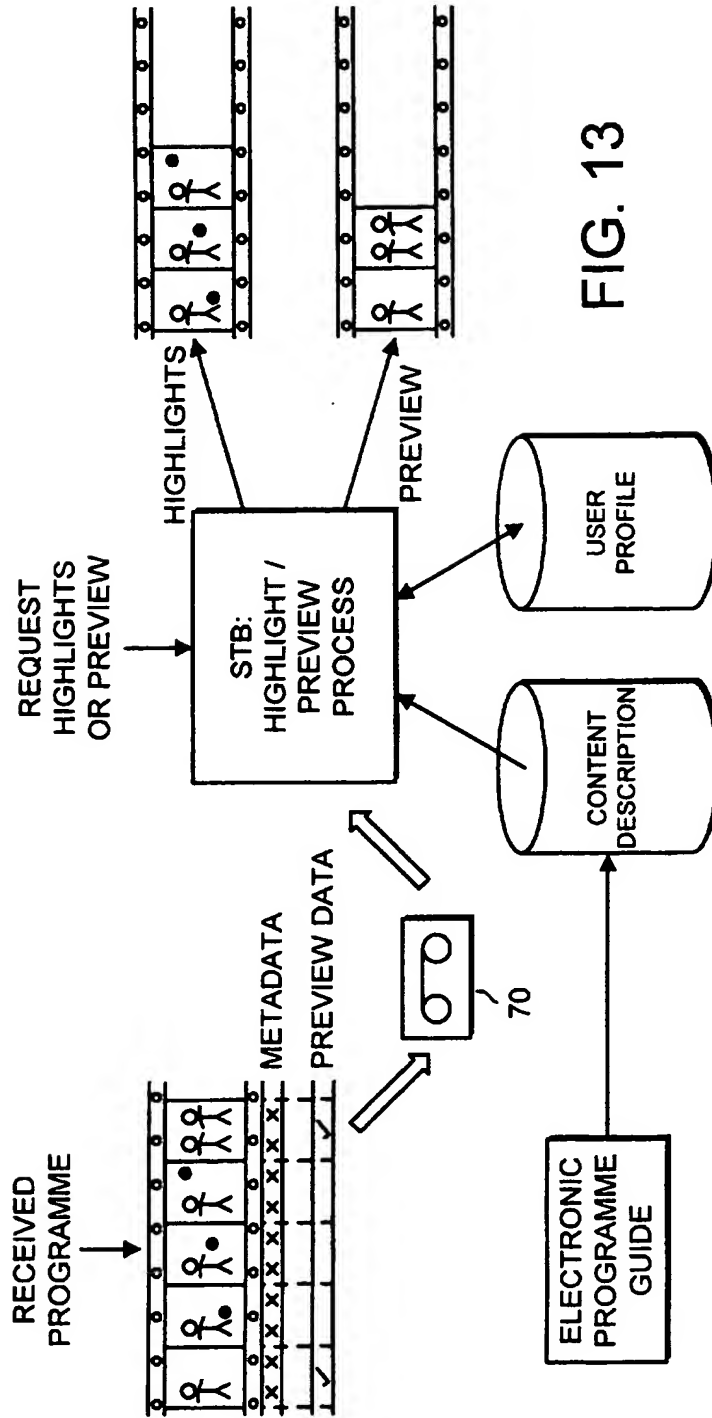 RECEIVED
PROGRAMME
METADATA
PREVIEW DATA
70
REQUEST
HIGHLIGHTS
OR PREVIEW
STB:
HIGHLIGHT /
PREVIEW
PROCESS
HIGHLIGHTS
PREVIEW
ELECTRONIC
PROGRAMME
GUIDE
CONTENT
DESCRIPTION
USER
PROFILE
FIG. 13